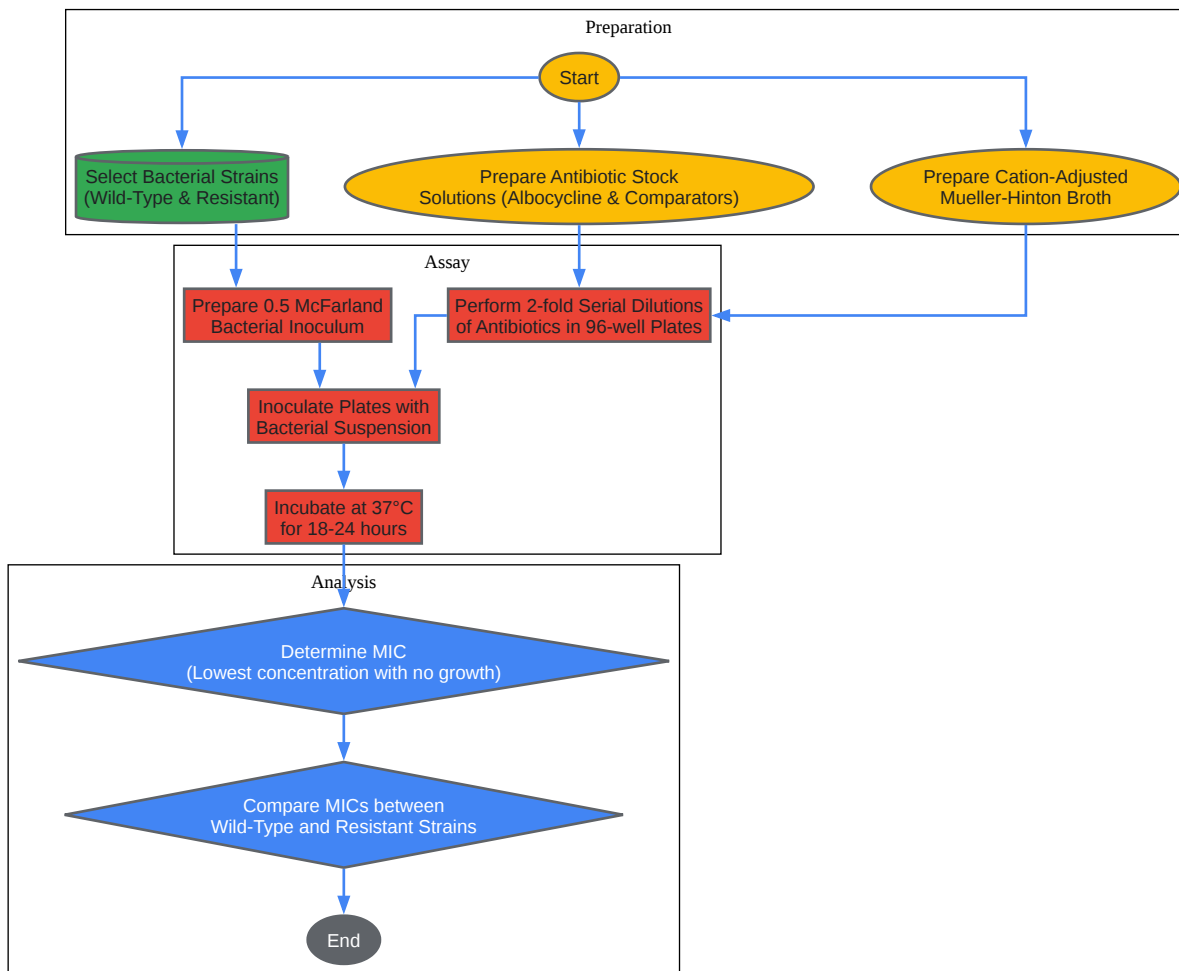 Preparation
Start
Select Bacterial Strains
(Wild-Type & Resistant)
Prepare Antibiotic Stock
Solutions (Albocycline & Comparators)
Prepare Cation-Adjusted
Mueller-Hinton Broth
Assay
Prepare 0.5 McFarland
Bacterial Inoculum
Perform 2-fold Serial Dilutions
of Antibiotics in 96-well Plates
Inoculate Plates with
Bacterial Suspension
Incubate at 37°C
for 18-24 hours
Analysis
Determine MIC
(Lowest concentration with no growth)
Compare MICs between
Wild-Type and Resistant Strains
End